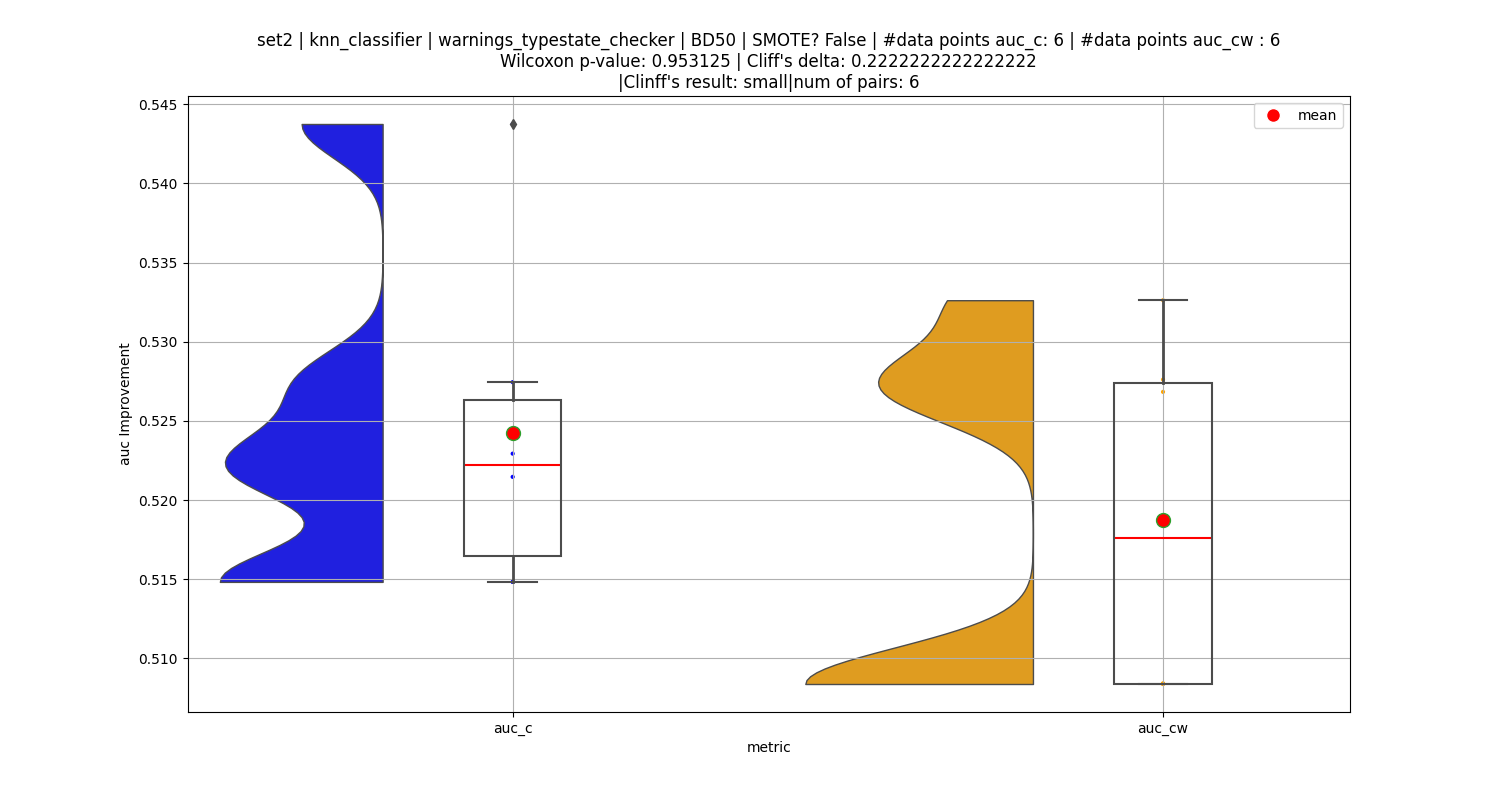 set2 | knn_classifier | warnings_typestate_checker | BD50 | SMOTE? False | #data points auc_c: 6 | #data points auc_cw : 6
Wilcoxon p-value: 0.953125 | Cliff's delta: 0.2222222222222222
|Clinff's result: small|num of pairs: 6
mean
0.545
0.540
0.535
0.530
0.525
0.520
0.515
0.510
auc Improvement
auc_c
auc_cw
metric